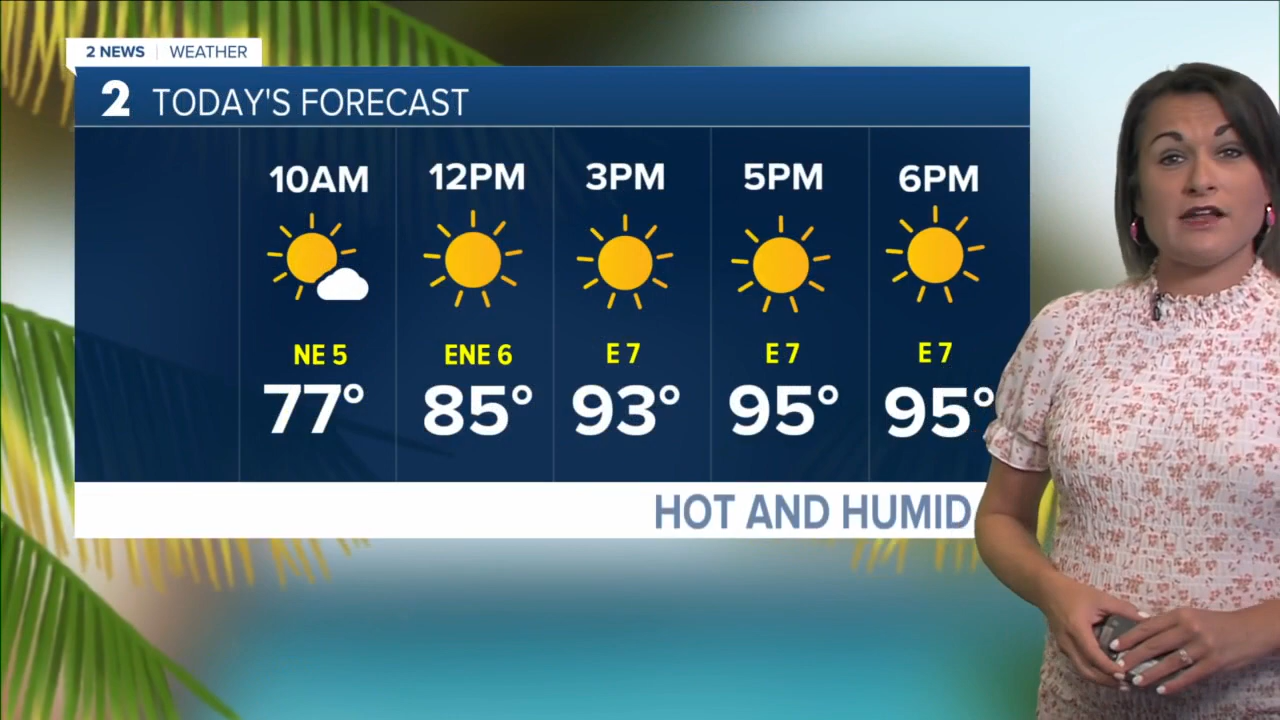 2 NEWS | WEATHER
2 TODAY'S FORECAST
10AM 12PM 3PM 5PM 6PM
NE 5 ENE 6 E 7 E 7 E 7
77° 85° 93° 95° 95°
HOT AND HUMID